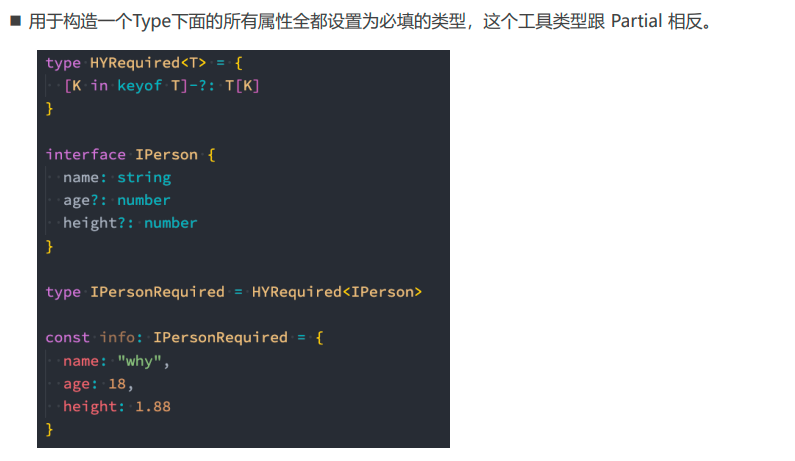 ■ 用于构造一个Type下面的所有属性全都设置为必填的类型，这个工具类型跟 Partial 相反。
type HYRequired<T> = {
  [K in keyof T]-?: T[K]
}

interface IPerson {
  name: string
  age?: number
  height?: number
}

type IPersonRequired = HYRequired<IPerson>

const info: IPersonRequired = {
  name: "why",
  age: 18,
  height: 1.88
}